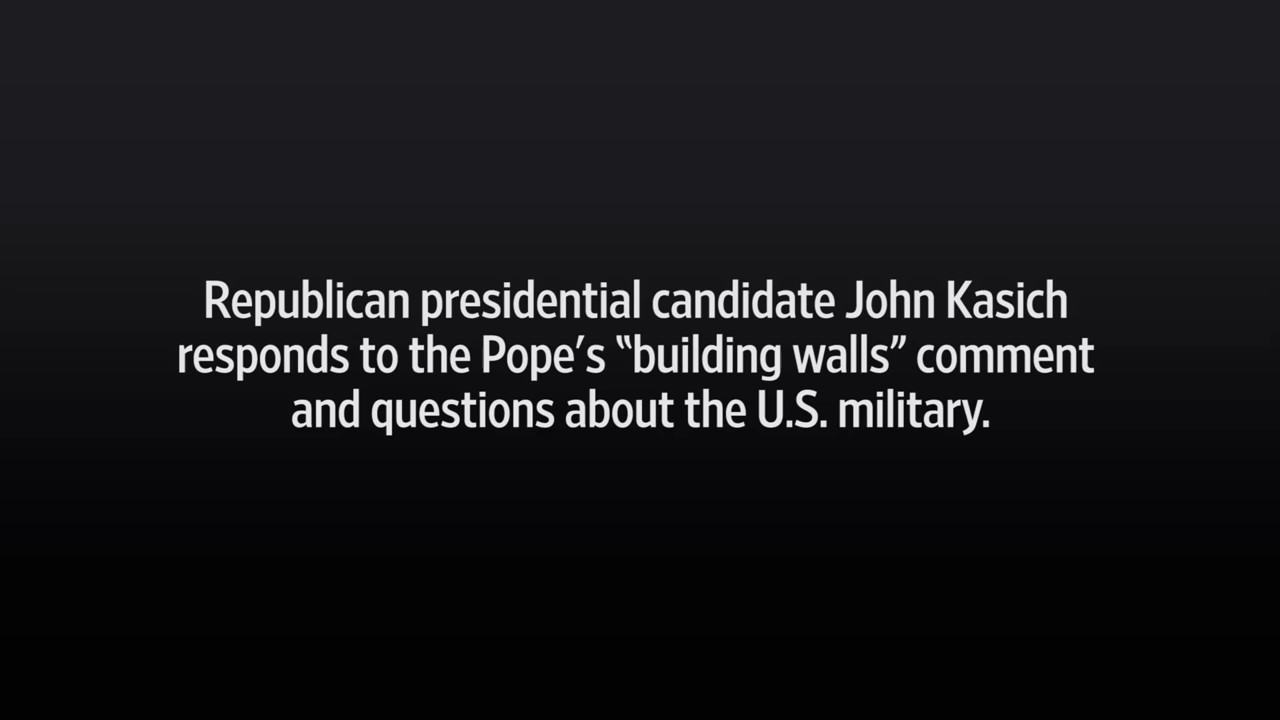 Republican presidential candidate John Kasich
responds to the Pope’s “building walls” comment
and questions about the U.S. military.